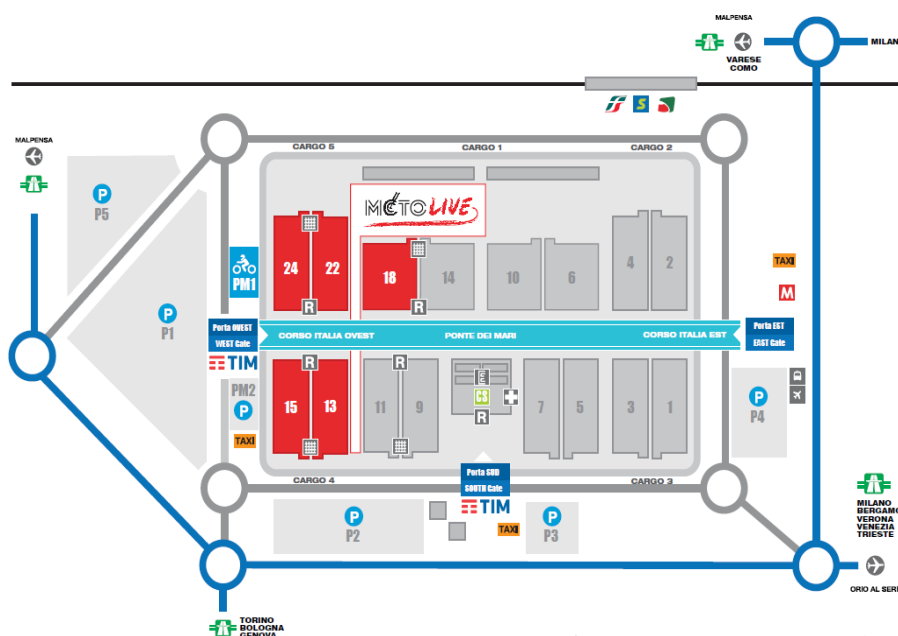 MALPENSA
MILAN
VARESE
COMO
S
CARGO 5
CARGO 1
CARGO 2
MALPENSA
P
P5
MOTO LIVE
24
22
18
14
10
6
4
2
PM1
R
R
TAXI
M
P
P1
Porta OVEST
WEST Gate
CORSO ITALIA OVEST
PONTE DEI MARI
CORSO ITALIA EST
Porta EST
EAST Gate
TIM
R
R
PM2
P
15
13
11
9
CS
R
7
5
3
1
P
P4
TAXI
Porta SUD
SOUTH Gate
CARGO 4
CARGO 3
TIM
P
P2
TAXI
P
P3
MILANO
BERGAMO
VERONA
VENEZIA
TRIESTE
ORIO AL SERI
TORINO
BOLOGNA
GENOVA